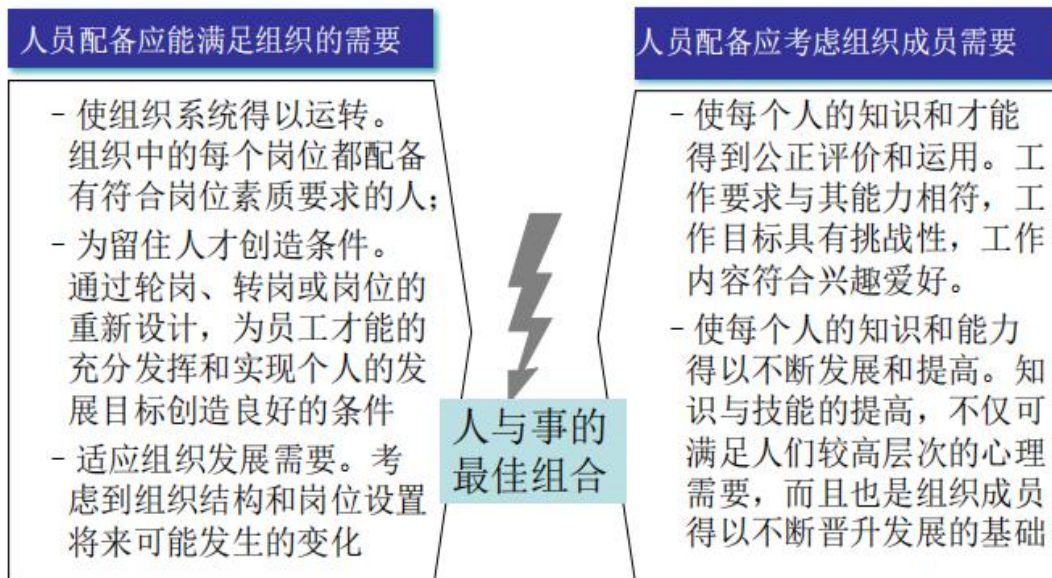 人员配备应能满足组织的需要
- 使组织系统得以运转。
组织中的每个岗位都配备
有符合岗位素质要求的人;
- 为留住人才创造条件。
通过轮岗、转岗或岗位的
重新设计，为员工才能的
充分发挥和实现个人的发
展目标创造良好的条件
- 适应组织发展需要。考
虑到组织结构和岗位设置
将来可能发生的变化
人与事的
最佳组合
人员配备应考虑组织成员需要
- 使每个人的知识和才能
得到公正评价和运用。工
作要求与其能力相符，工
作目标具有挑战性，工作
内容符合兴趣爱好。
- 使每个人的知识和能力
得以不断发展和提高。知
识与技能的提高，不仅可
满足人们较高层次的心理
需要，而且也是组织成员
得以不断晋升发展的基础